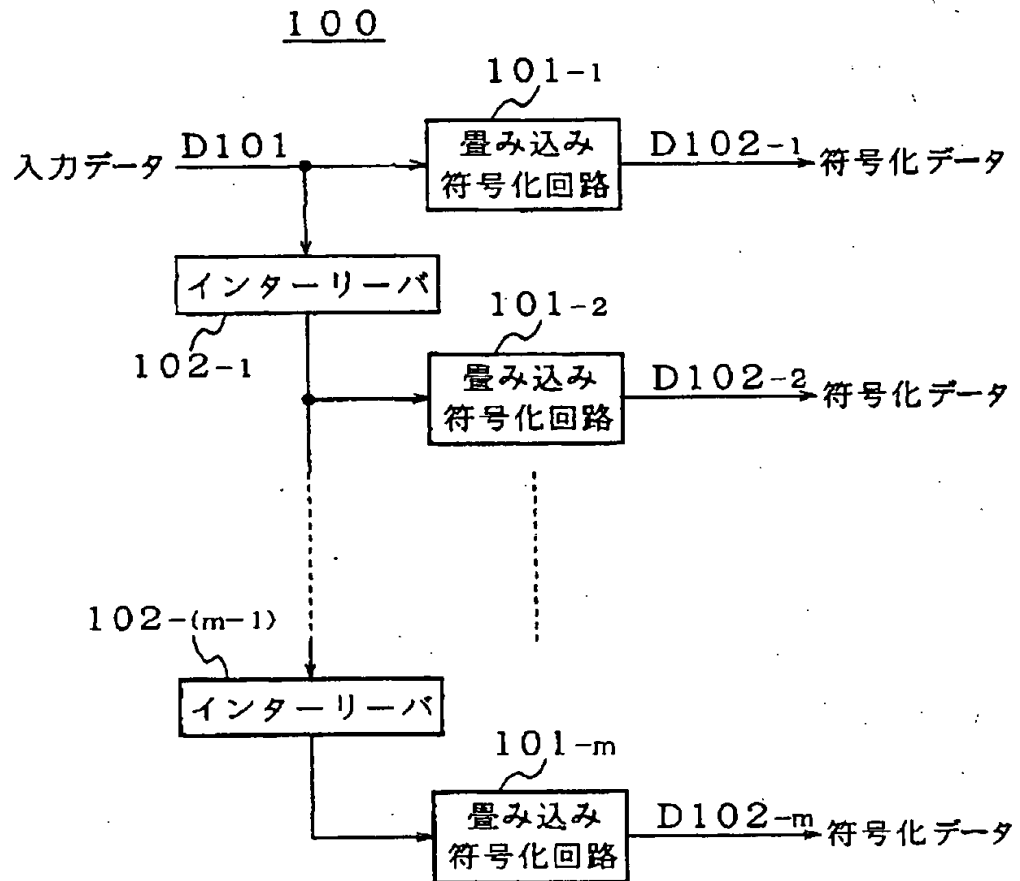 100
101-1
入力データ D101
畳み込み
符号化回路
D102-1
符号化データ
インターリーバ
102-1
101-2
畳み込み
符号化回路
D102-2
符号化データ
102-(m-1)
インターリーバ
101-m
畳み込み
符号化回路
D102-m
符号化データ